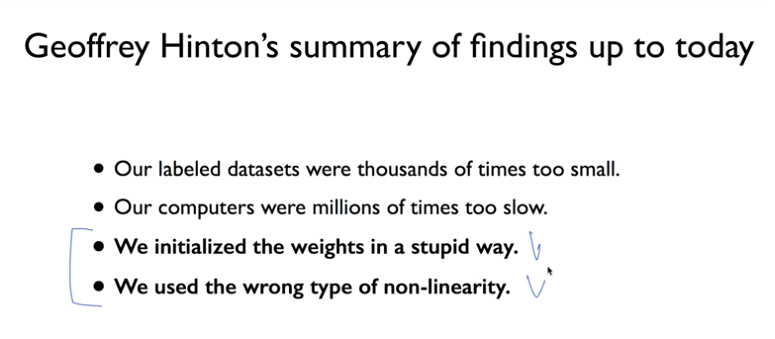 Geoffrey Hinton's summary of findings up to today
• Our labeled datasets were thousands of times too small.
• Our computers were millions of times too slow.
• We initialized the weights in a stupid way.
• We used the wrong type of non-linearity.